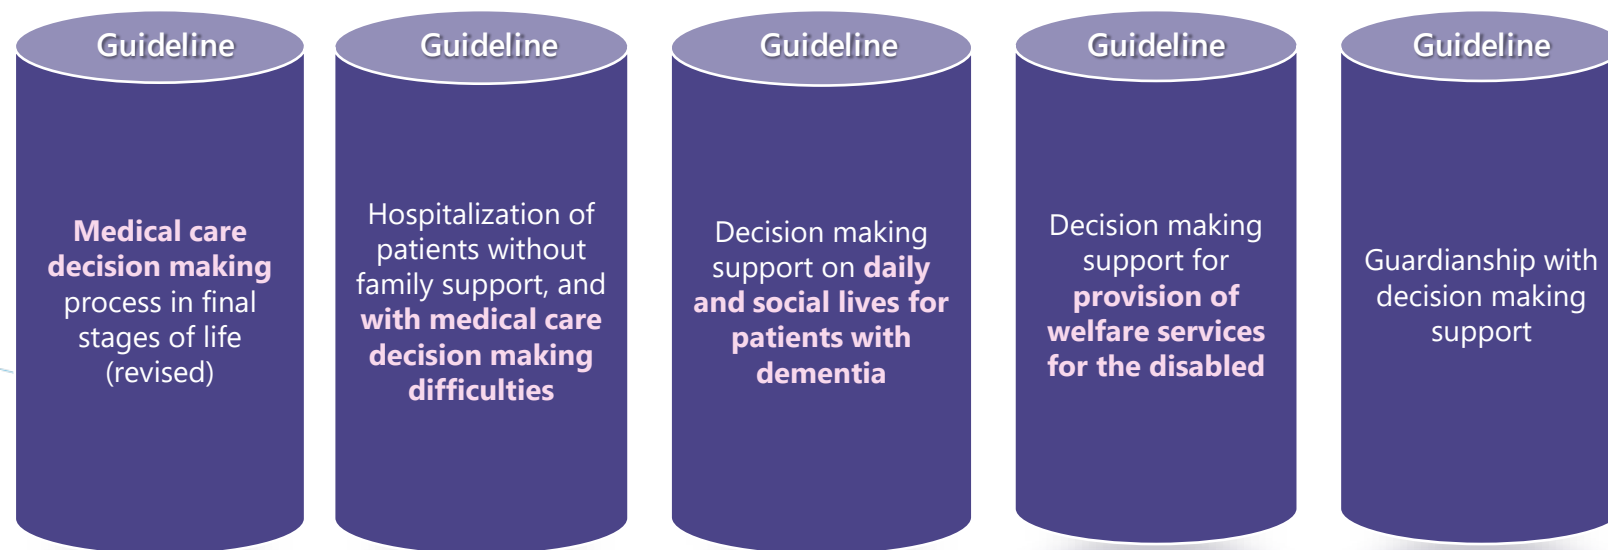 Guideline
Medical care
decision making
process in final
stages of life
(revised)
Guideline
Hospitalization of
patients without
family support, and
with medical care
decision making
difficulties
Guideline
Decision making
support on daily
and social lives for
patients with
dementia
Guideline
Decision making
support for
provision of
welfare services
for the disabled
Guideline
Guardianship with
decision making
support